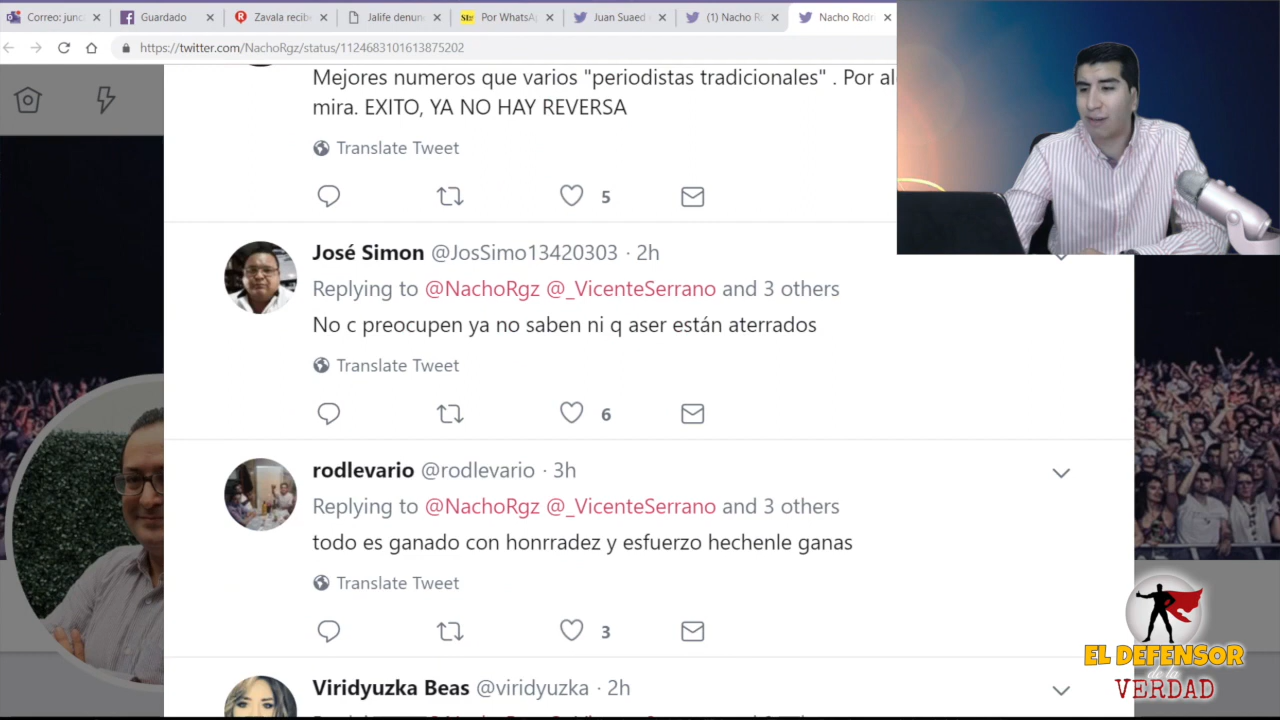 Correo: junc
Guardado
Zavala recib
Jalife denun
Por WhatsA
Juan Suaed
(1) Nacho R
Nacho Rodr
https://twitter.com/NachoRgz/status/1124683101613875202
Mejores numeros que varios "periodistas tradicionales" . Por al
mira. EXITO, YA NO HAY REVERSA
Translate Tweet
5
José Simon @JosSimo13420303 · 2h
Replying to @NachoRgz @_VicenteSerrano and 3 others
No c preocupen ya no saben ni q aser están aterrados
Translate Tweet
6
rodlevario @rodlevario · 3h
Replying to @NachoRgz @_VicenteSerrano and 3 others
todo es ganado con honrradez y esfuerzo hechenle ganas
Translate Tweet
3
Viridyuzka Beas @viridyuzka · 2h
EL DEFENSOR
de la
VERDAD